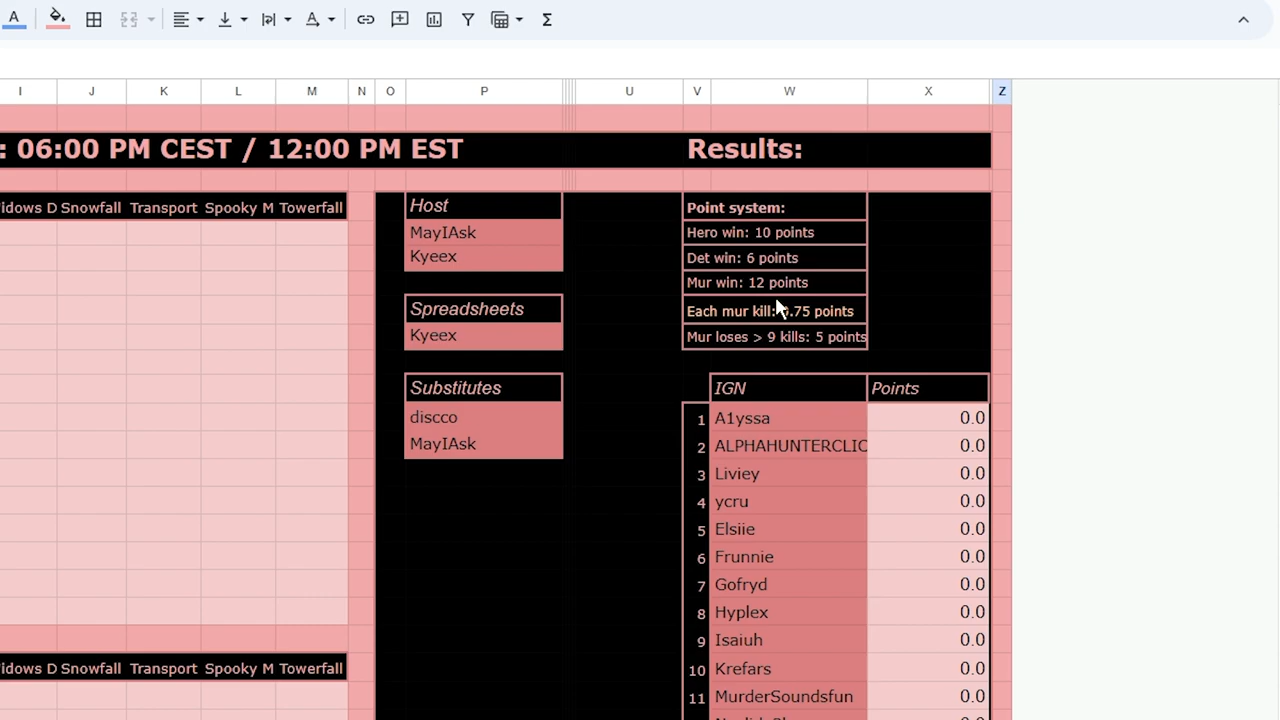 I J K L M N O P U V W X Z
: 06:00 PM CEST / 12:00 PM EST Results:
idows D Snowfall Transport Spooky M Towerfall
Host
MayIAsk
Kyeex
Spreadsheets
Kyeex
Substitutes
discco
MayIAsk
Point system:
Hero win: 10 points
Det win: 6 points
Mur win: 12 points
Each mur kill: .75 points
Mur loses > 9 kills: 5 points
IGN Points
1 A1yssa 0.0
2 ALPHAHUNTERCLIC 0.0
3 Liviey 0.0
4 ycru 0.0
5 Elsiie 0.0
6 Frunnie 0.0
7 Gofryd 0.0
8 Hyplex 0.0
9 Isaiuh 0.0
10 Krefars 0.0
11 MurderSoundsfun 0.0
idows D Snowfall Transport Spooky M Towerfall